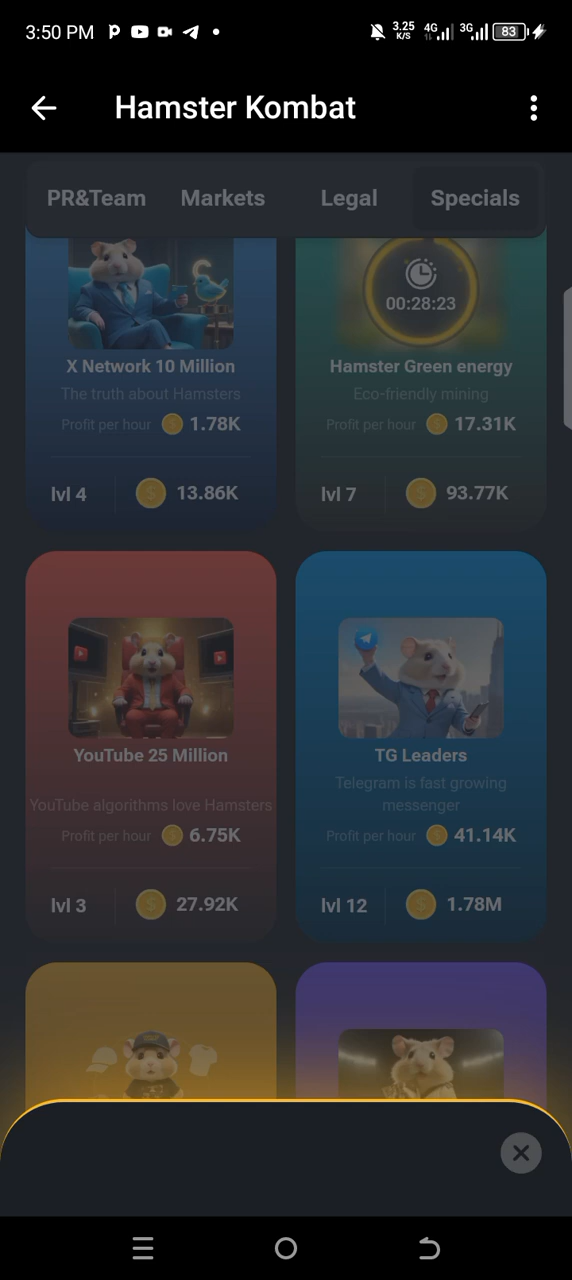 3:50 PM
3.25 K/S 4G 3G 83
Hamster Kombat
PR&Team Markets Legal Specials
00:28:23
X Network 10 Million
The truth about Hamsters
Profit per hour 1.78K
lvl 4 13.86K
Hamster Green energy
Eco-friendly mining
Profit per hour 17.31K
lvl 7 93.77K
YouTube 25 Million
YouTube algorithms love Hamsters
Profit per hour 6.75K
lvl 3 27.92K
TG Leaders
Telegram is fast growing
messenger
Profit per hour 41.14K
lvl 12 1.78M